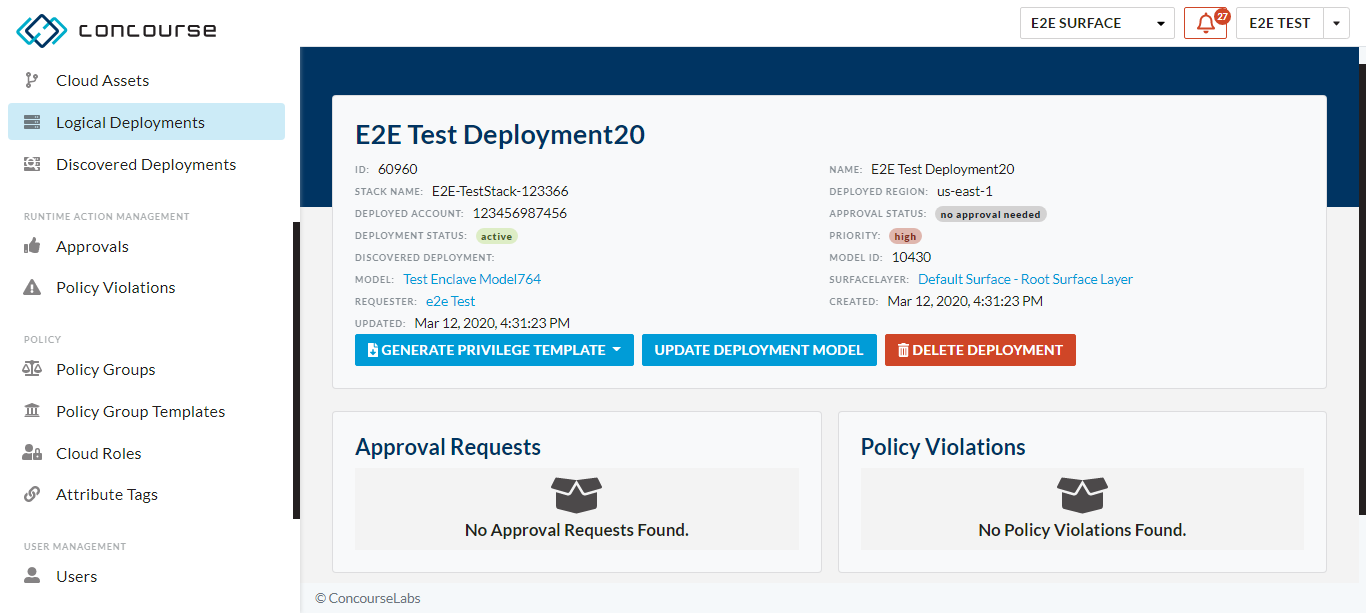 concourse
E2E SURFACE
27
E2E TEST
Cloud Assets
Logical Deployments
Discovered Deployments
RUNTIME ACTION MANAGEMENT
Approvals
Policy Violations
POLICY
Policy Groups
Policy Group Templates
Cloud Roles
Attribute Tags
USER MANAGEMENT
Users
E2E Test Deployment20
ID: 60960
NAME: E2E Test Deployment20
STACK NAME: E2E-TestStack-123366
DEPLOYED REGION: us-east-1
DEPLOYED ACCOUNT: 123456987456
APPROVAL STATUS: no approval needed
DEPLOYMENT STATUS: active
PRIORITY: high
DISCOVERED DEPLOYMENT:
MODEL ID: 10430
MODEL: Test Enclave Model764
SURFACELAYER: Default Surface - Root Surface Layer
REQUESTER: e2e Test
CREATED: Mar 12, 2020, 4:31:23 PM
UPDATED: Mar 12, 2020, 4:31:23 PM
GENERATE PRIVILEGE TEMPLATE
UPDATE DEPLOYMENT MODEL
DELETE DEPLOYMENT
Approval Requests
No Approval Requests Found.
Policy Violations
No Policy Violations Found.
© ConcourseLabs